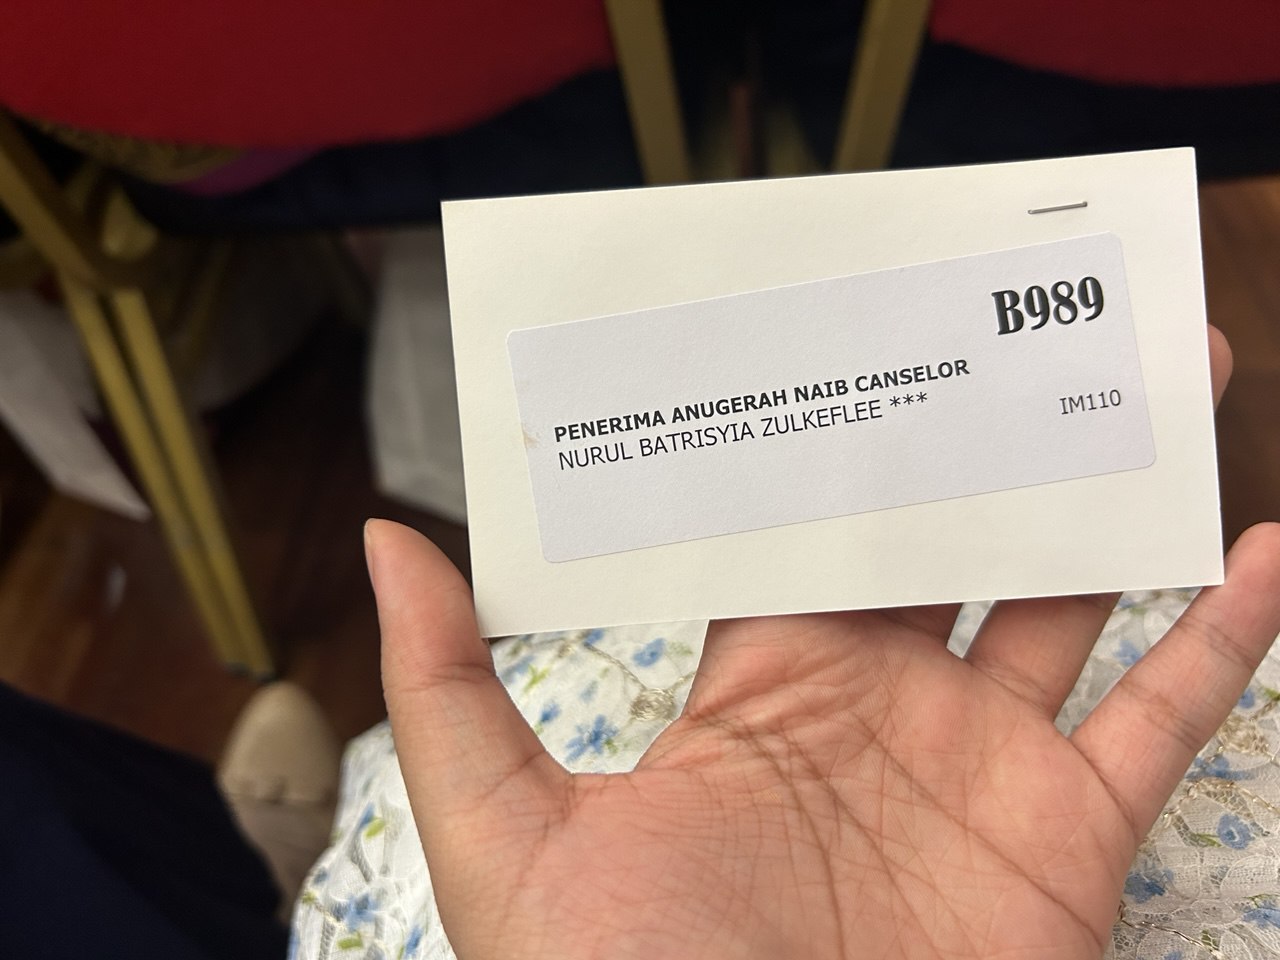 B989
PENERIMA ANUGERAH NAIB CANSELOR
NURUL BATRISYIA ZULKEFLEE ***
IM110